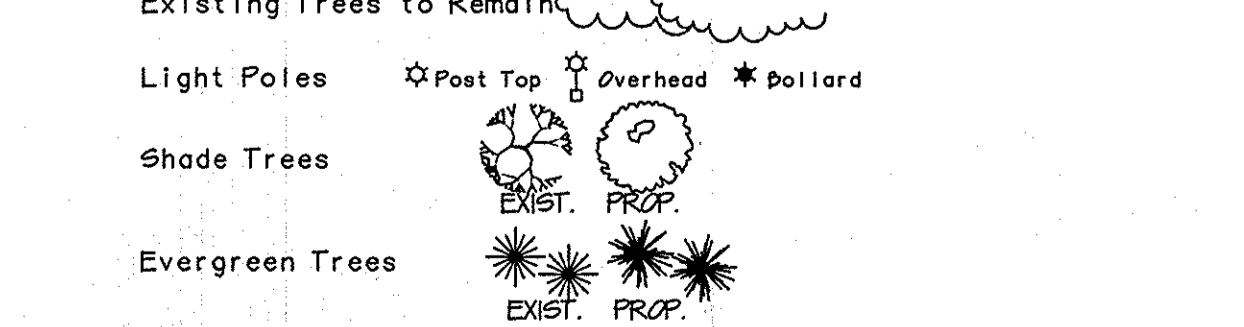 Existing Trees to Remain
Light Poles Post Top Overhead Bollard
Shade Trees
EXIST. PROP.
Evergreen Trees
EXIST. PROP.